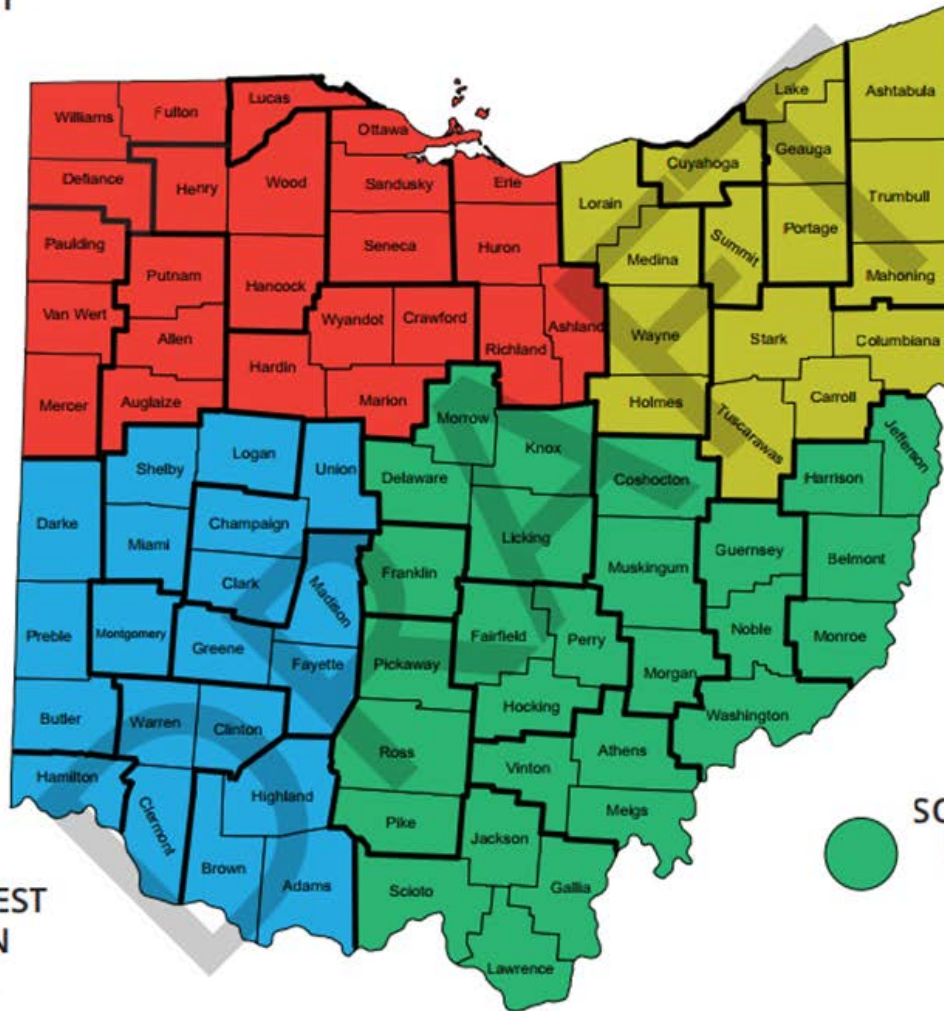 Williams
Fulton
Lucas
Ottawa
Defiance
Henry
Wood
Sandusky
Erie
Paulding
Putnam
Hancock
Seneca
Huron
Van Wert
Allen
Wyandot
Crawford
Richland
Ashland
Mercer
Auglaize
Hardin
Marion
Lake
Ashtabula
Cuyahoga
Geauga
Lorain
Trumbull
Medina
Summit
Portage
Mahoning
Wayne
Stark
Columbiana
Holmes
Tuscarawas
Carroll
Morrow
Knox
Delaware
Coshocton
Harrison
Jefferson
Licking
Franklin
Muskingum
Guernsey
Belmont
Fairfield
Perry
Noble
Monroe
Pickaway
Morgan
Hocking
Washington
Ross
Vinton
Athens
Pike
Meigs
Jackson
Scioto
Gallia
Lawrence
Shelby
Logan
Union
Darke
Champaign
Miami
Clark
Madison
Preble
Montgomery
Greene
Fayette
Butler
Warren
Clinton
Hamilton
Clermont
Highland
Brown
Adams
DRAFT
EST
N
SO